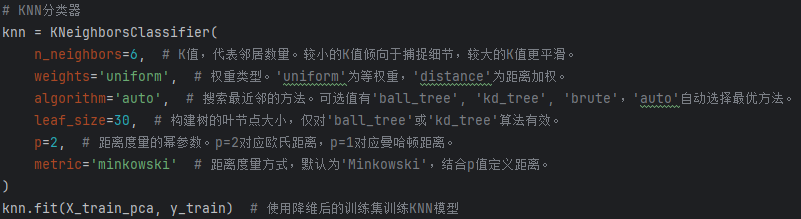 # KNN分类器
knn = KNeighborsClassifier(
    n_neighbors=6,  # K值，代表邻居数量。较小的K值倾向于捕捉细节，较大的K值更平滑。
    weights='uniform',  # 权重类型。'uniform'为等权重，'distance'为距离加权。
    algorithm='auto',  # 搜索最近邻的方法。可选值有'ball_tree', 'kd_tree', 'brute'，'auto'自动选择最优方法。
    leaf_size=30,  # 构建树的叶节点大小，仅对'ball_tree'或'kd_tree'算法有效。
    p=2,  # 距离度量的幂参数。p=2对应欧氏距离，p=1对应曼哈顿距离。
    metric='minkowski'  # 距离度量方式，默认为'Minkowski'，结合p值定义距离。
)
knn.fit(X_train_pca, y_train)  # 使用降维后的训练集训练KNN模型